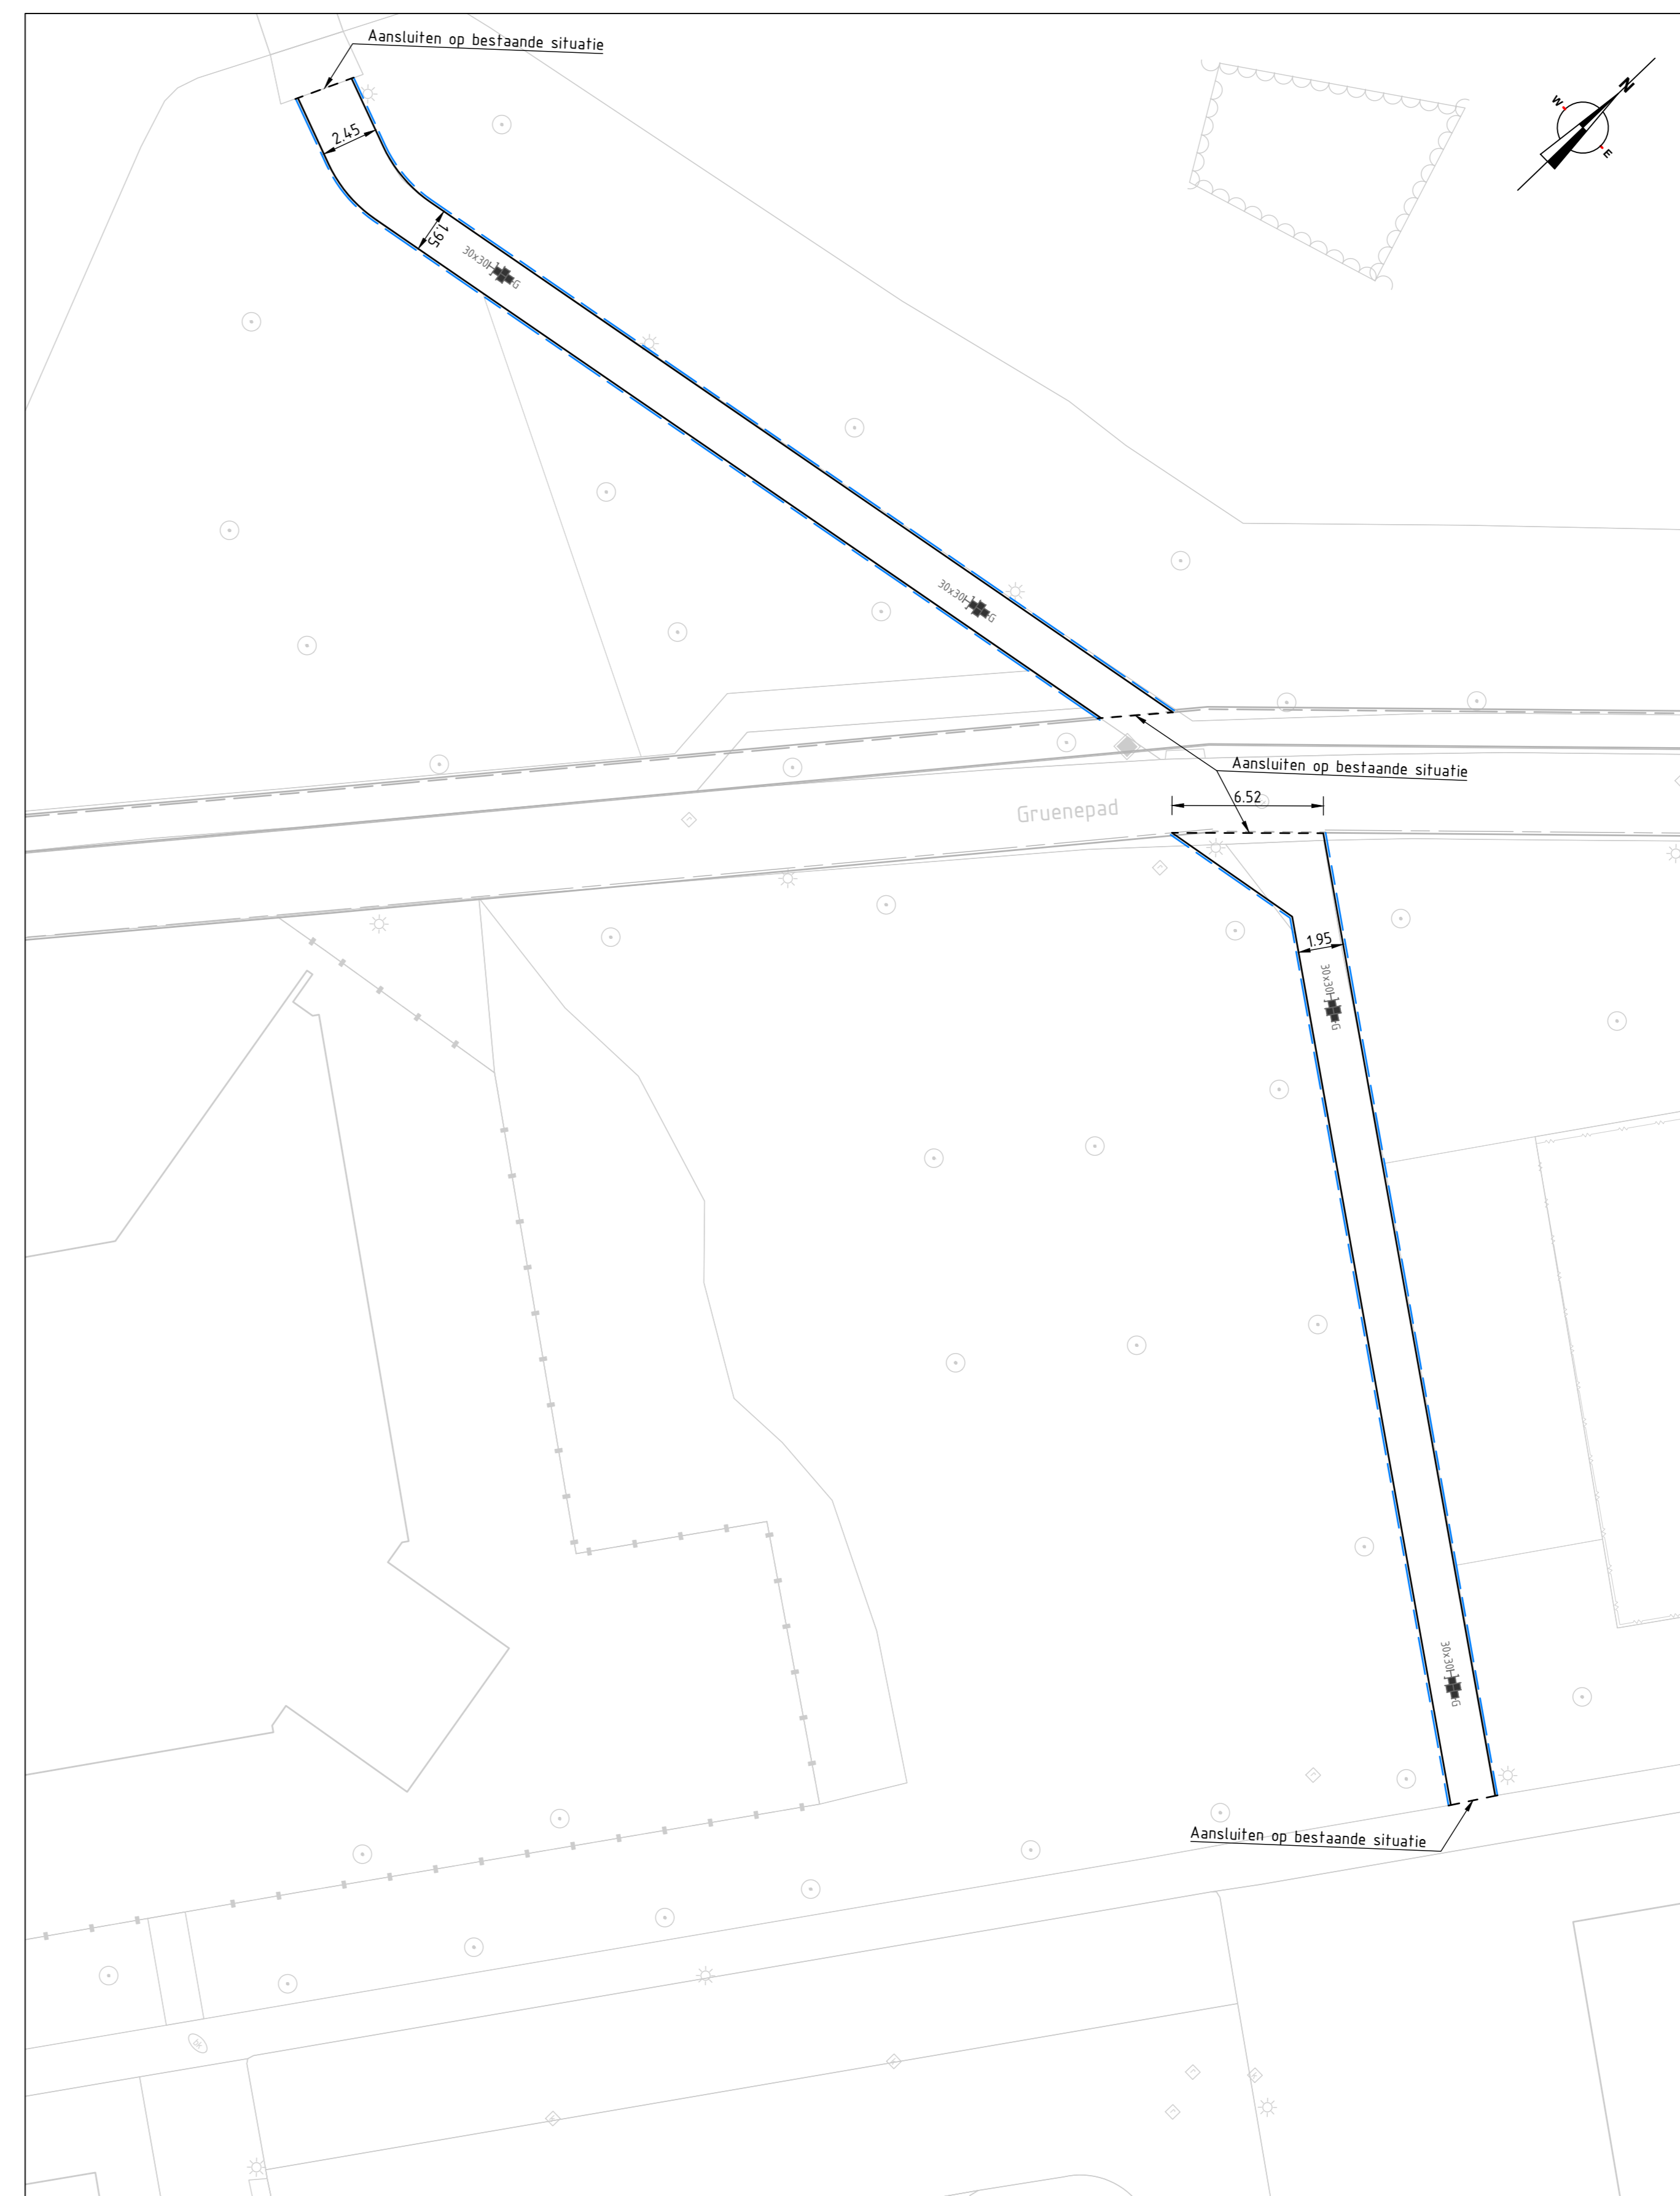 Aansluiten op bestaande situatie
N
W
E
2.45
1.95
30x30
G
30x30
G
Aansluiten op bestaande situatie
6.52
Gruenepad
1.95
30x30
G
30x30
G
Aansluiten op bestaande situatie